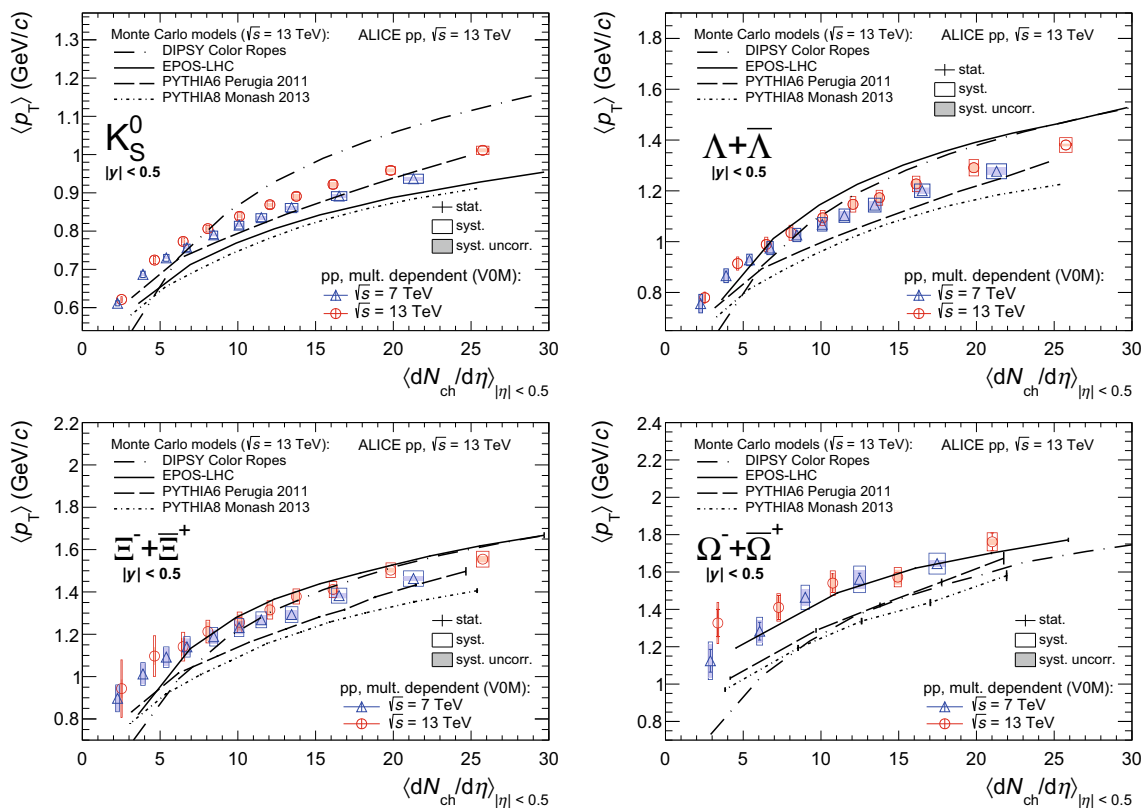 Monte Carlo models (√s = 13 TeV): ALICE pp, √s = 13 TeV
DIPSY Color Ropes
EPOS-LHC
PYTHIA6 Perugia 2011
PYTHIA8 Monash 2013
K⁰_S
|y| < 0.5
stat.
syst.
syst. uncorr.
pp, mult. dependent (V0M):
√s = 7 TeV
√s = 13 TeV
⟨p_T⟩ (GeV/c)
1.3
1.2
1.1
1
0.9
0.8
0.7
0.6
0 5 10 15 20 25 30
⟨dN_ch/dη⟩_|η| < 0.5
Monte Carlo models (√s = 13 TeV): ALICE pp, √s = 13 TeV
DIPSY Color Ropes
EPOS-LHC
PYTHIA6 Perugia 2011
PYTHIA8 Monash 2013
stat.
syst.
syst. uncorr.
Λ+Λ̅
|y| < 0.5
pp, mult. dependent (V0M):
√s = 7 TeV
√s = 13 TeV
⟨p_T⟩ (GeV/c)
1.8
1.6
1.4
1.2
1
0.8
0 5 10 15 20 25 30
⟨dN_ch/dη⟩_|η| < 0.5
Monte Carlo models (√s = 13 TeV): ALICE pp, √s = 13 TeV
DIPSY Color Ropes
EPOS-LHC
PYTHIA6 Perugia 2011
PYTHIA8 Monash 2013
Ξ⁻+Ξ̅⁺
|y| < 0.5
stat.
syst.
syst. uncorr.
pp, mult. dependent (V0M):
√s = 7 TeV
√s = 13 TeV
⟨p_T⟩ (GeV/c)
2.2
2
1.8
1.6
1.4
1.2
1
0.8
0 5 10 15 20 25 30
⟨dN_ch/dη⟩_|η| < 0.5
Monte Carlo models (√s = 13 TeV): ALICE pp, √s = 13 TeV
DIPSY Color Ropes
EPOS-LHC
PYTHIA6 Perugia 2011
PYTHIA8 Monash 2013
Ω⁻+Ω̅⁺
|y| < 0.5
stat.
syst.
syst. uncorr.
pp, mult. dependent (V0M):
√s = 7 TeV
√s = 13 TeV
⟨p_T⟩ (GeV/c)
2.4
2.2
2
1.8
1.6
1.4
1.2
1
0.8
0 5 10 15 20 25 30
⟨dN_ch/dη⟩_|η| < 0.5